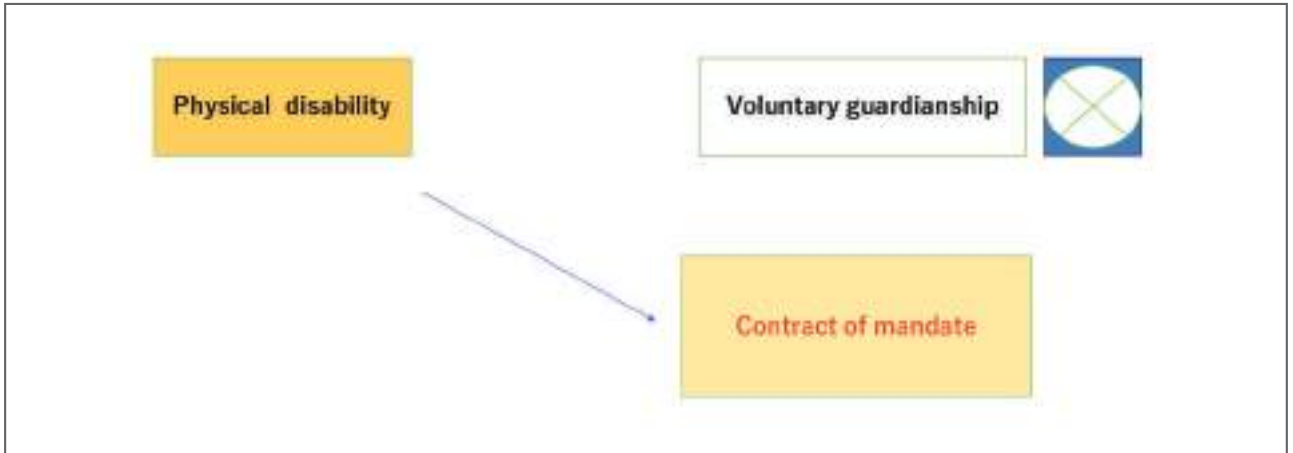 Physical disability
Voluntary guardianship
Contract of mandate